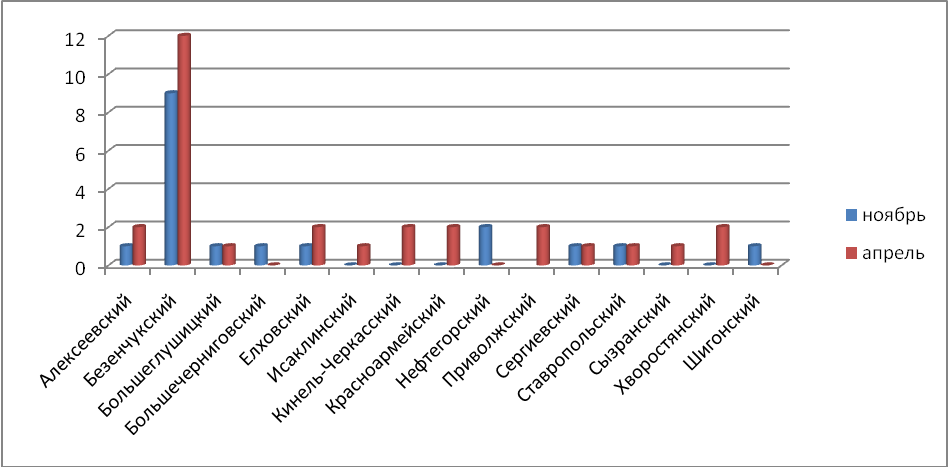 12
10
8
6
4
2
0
ноябрь
апрель
Алексеевский
Безенчукский
Большеглушицкий
Большечерниговский
Елховский
Исаклинский
Кинель-Черкасский
Красноармейский
Нефтегорский
Приволжский
Сергиевский
Ставропольский
Сызранский
Хворостянский
Шигонский